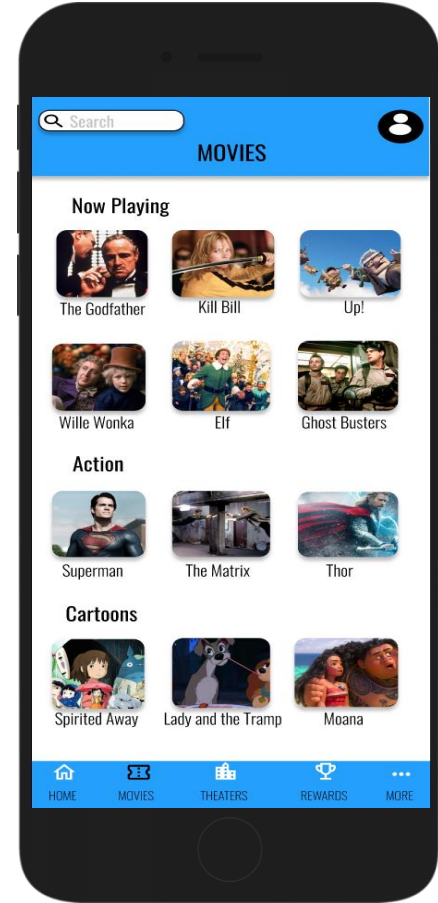 Search
MOVIES
Now Playing
The Godfather Kill Bill Up!
Wille Wonka Elf Ghost Busters
Action
Superman The Matrix Thor
Cartoons
Spirited Away Lady and the Tramp Moana
HOME MOVIES THEATERS REWARDS MORE